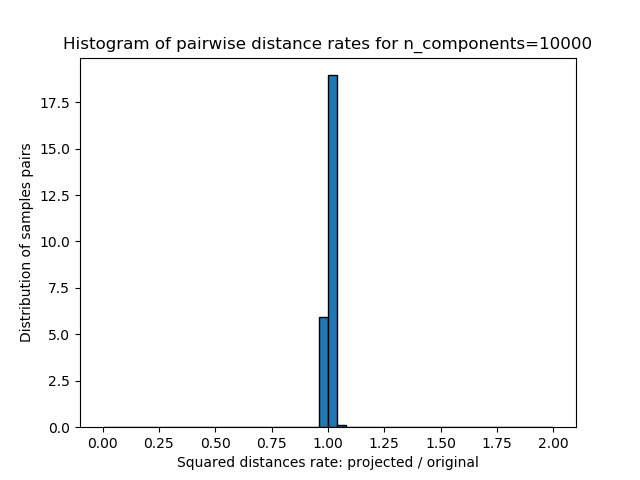 Histogram of pairwise distance rates for n_components=10000
Distribution of samples pairs
17.5
15.0
12.5
10.0
7.5
5.0
2.5
0.0
0.00 0.25 0.50 0.75 1.00 1.25 1.50 1.75 2.00
Squared distances rate: projected / original